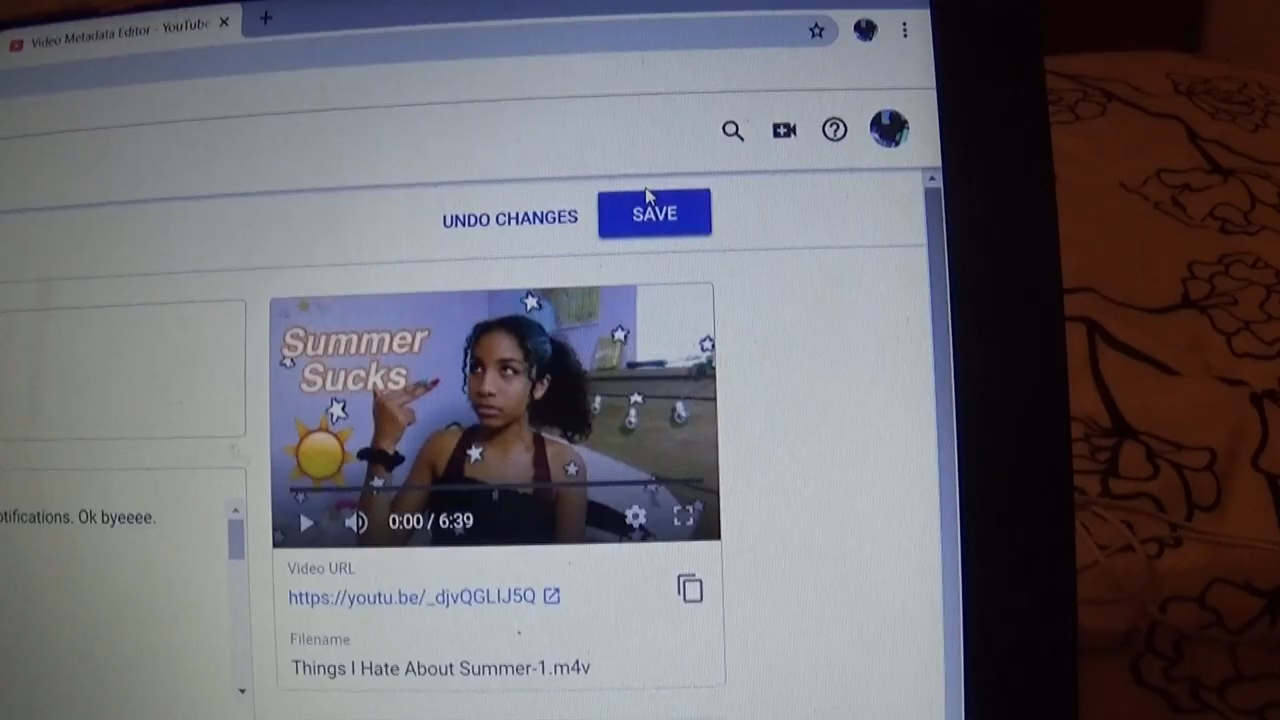 Video Metadata Editor - YouTube
UNDO CHANGES
SAVE
Summer
Sucks
0:00 / 6:39
otifications. Ok byeeee.
Video URL
https://youtu.be/_djvQGLIJ5Q
Filename
Things I Hate About Summer-1.m4v